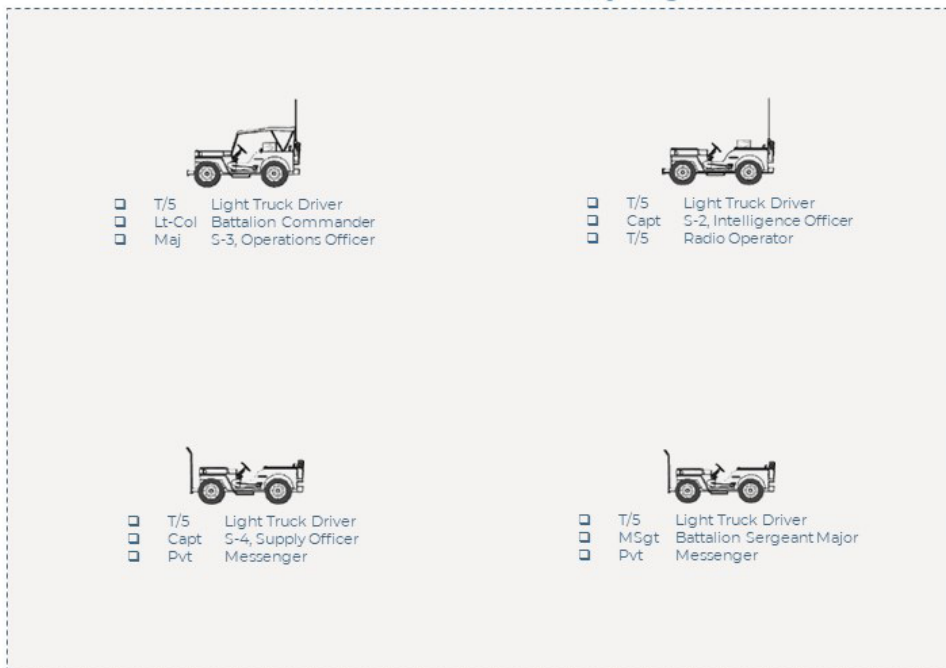 T/5 Light Truck Driver
Lt-Col Battalion Commander
Maj S-3, Operations Officer
T/5 Light Truck Driver
Capt S-2, Intelligence Officer
T/5 Radio Operator
T/5 Light Truck Driver
Capt S-4, Supply Officer
Pvt Messenger
T/5 Light Truck Driver
MSgt Battalion Sergeant Major
Pvt Messenger